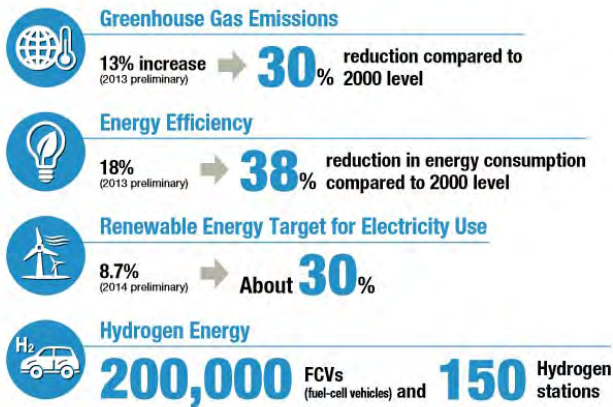 Greenhouse Gas Emissions
13% increase
(2013 preliminary)
30% reduction compared to
2000 level
Energy Efficiency
18%
(2013 preliminary)
38% reduction in energy consumption
compared to 2000 level
Renewable Energy Target for Electricity Use
8.7%
(2014 preliminary)
About 30%
H2
Hydrogen Energy
200,000 FCVs
(fuel-cell vehicles) and
150 Hydrogen
stations